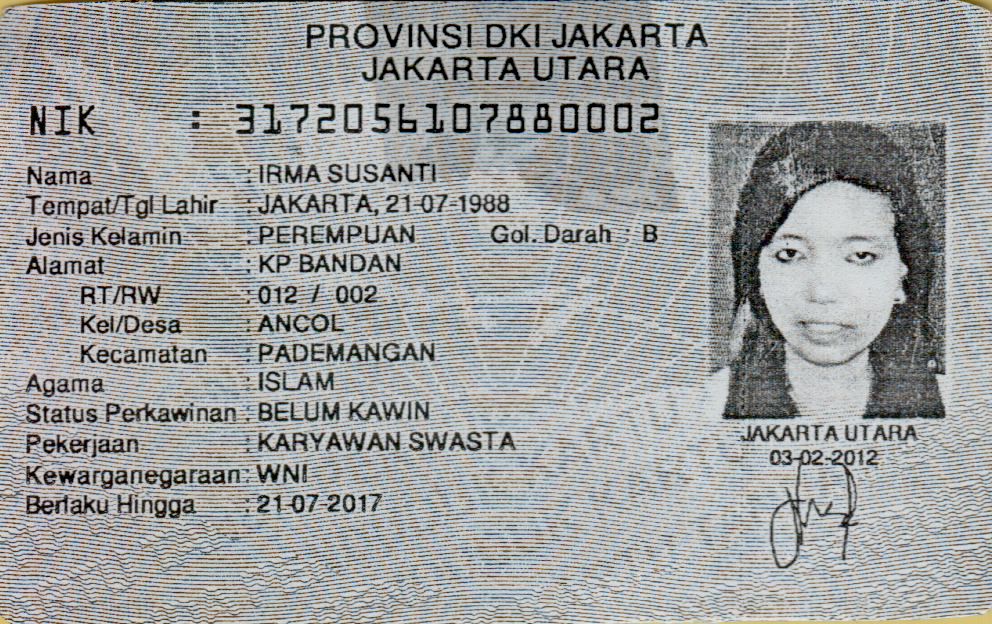 PROVINSI DKI JAKARTA
JAKARTA UTARA
NIK : 3172056107880002
Nama : IRMA SUSANTI
Tempat/Tgl Lahir : JAKARTA, 21-07-1988
Jenis Kelamin : PEREMPUAN Gol. Darah : B
Alamat : KP BANDAN
RT/RW : 012 / 002
Kel/Desa : ANCOL
Kecamatan : PADEMANGAN
Agama : ISLAM
Status Perkawinan : BELUM KAWIN
Pekerjaan : KARYAWAN SWASTA
Kewarganegaraan : WNI
Berlaku Hingga : 21-07-2017
JAKARTA UTARA
03-02-2012